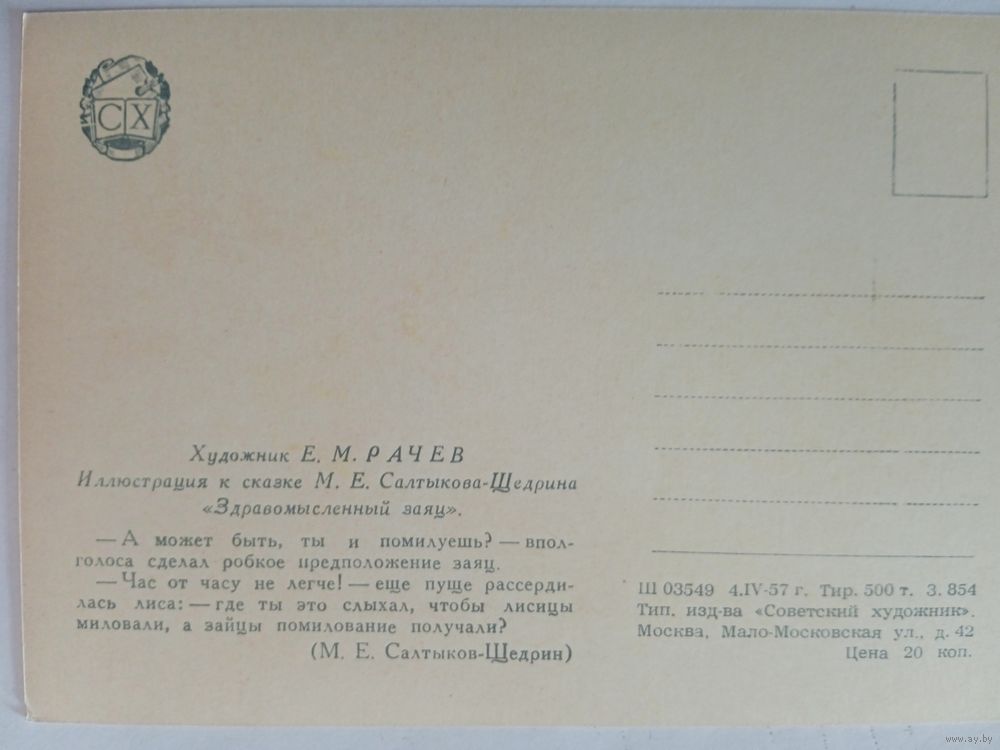 СХ
Художник Е. М. РАЧЕВ
Иллюстрация к сказке М. Е. Салтыкова-Щедрина
«Здравомысленный заяц».
— А может быть, ты и помилуешь? — впол-
голоса сделал робкое предположение заяц.
— Час от часу не легче! — еще пуще рассерди-
лась лиса: — где ты это слыхал, чтобы лисицы
миловали, а зайцы помилование получали?
(М. Е. Салтыков-Щедрин)
Ш 03549 4.IV-57 г. Тир. 500 т. З. 854
Тип. изд-ва «Советский художник».
Москва, Мало-Московская ул., д. 42
Цена 20 коп.
www.ay.by